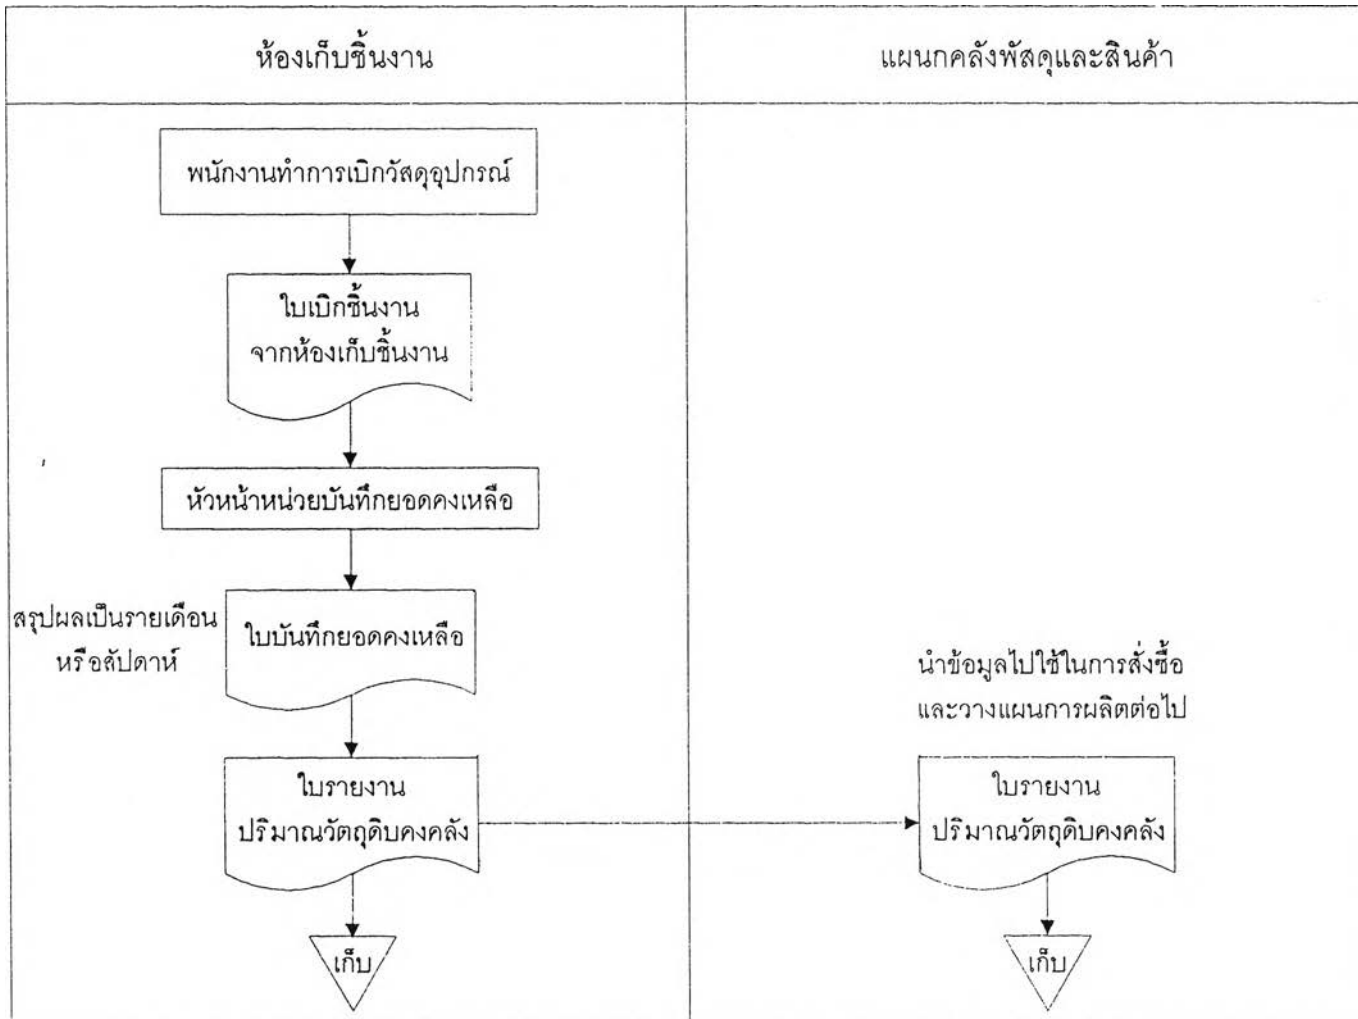 ห้องเก็บชิ้นงาน
แผนกคลังพัสดุและสินค้า
พนักงานทำการเบิกวัสดุอุปกรณ์
ใบเบิกชิ้นงาน
จากห้องเก็บชิ้นงาน
หัวหน้าหน่วยบันทึกยอดคงเหลือ
สรุปผลเป็นรายเดือน
หรือสัปดาห์
ใบบันทึกยอดคงเหลือ
นำข้อมูลไปใช้ในการสั่งซื้อ
และวางแผนการผลิตต่อไป
ใบรายงาน
ปริมาณวัตถุดิบคงคลัง
ใบรายงาน
ปริมาณวัตถุดิบคงคลัง
เก็บ
เก็บ